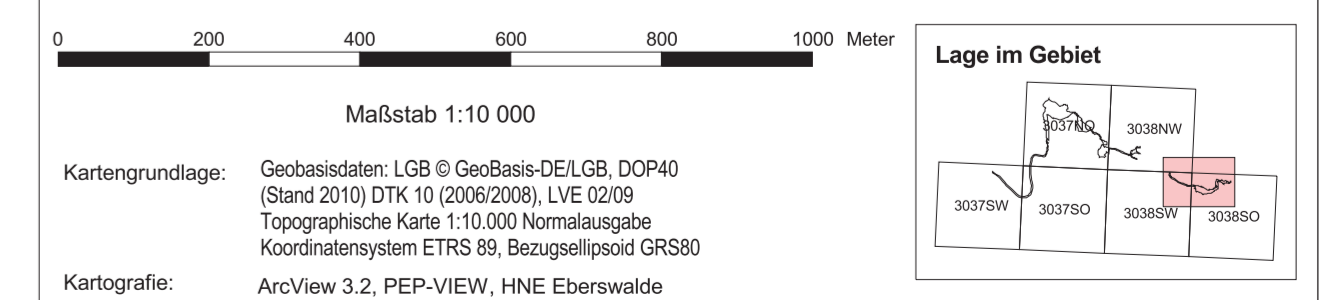 0 200 400 600 800 1000 Meter
Maßstab 1:10 000
Kartengrundlage: Geobasisdaten: LGB © GeoBasis-DE/LGB, DOP40
(Stand 2010) DTK 10 (2006/2008), LVE 02/09
Topographische Karte 1:10.000 Normalausgabe
Koordinatensystem ETRS 89, Bezugsellipsoid GRS80
Kartografie: ArcView 3.2, PEP-VIEW, HNE Eberswalde
Lage im Gebiet
3037NO 3038NW
3037SW 3037SO 3038SW 3038SO